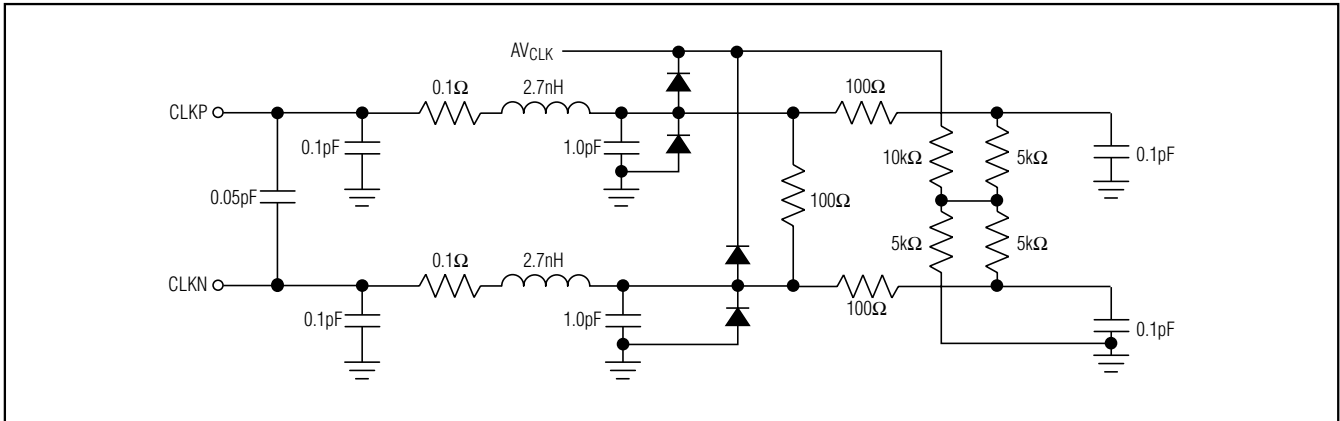 AVCLK
0.1Ω
2.7nH
100Ω
CLKP
0.1pF
1.0pF
10kΩ
5kΩ
0.1pF
0.05pF
100Ω
0.1Ω
2.7nH
5kΩ
5kΩ
CLKN
0.1pF
1.0pF
100Ω
0.1pF